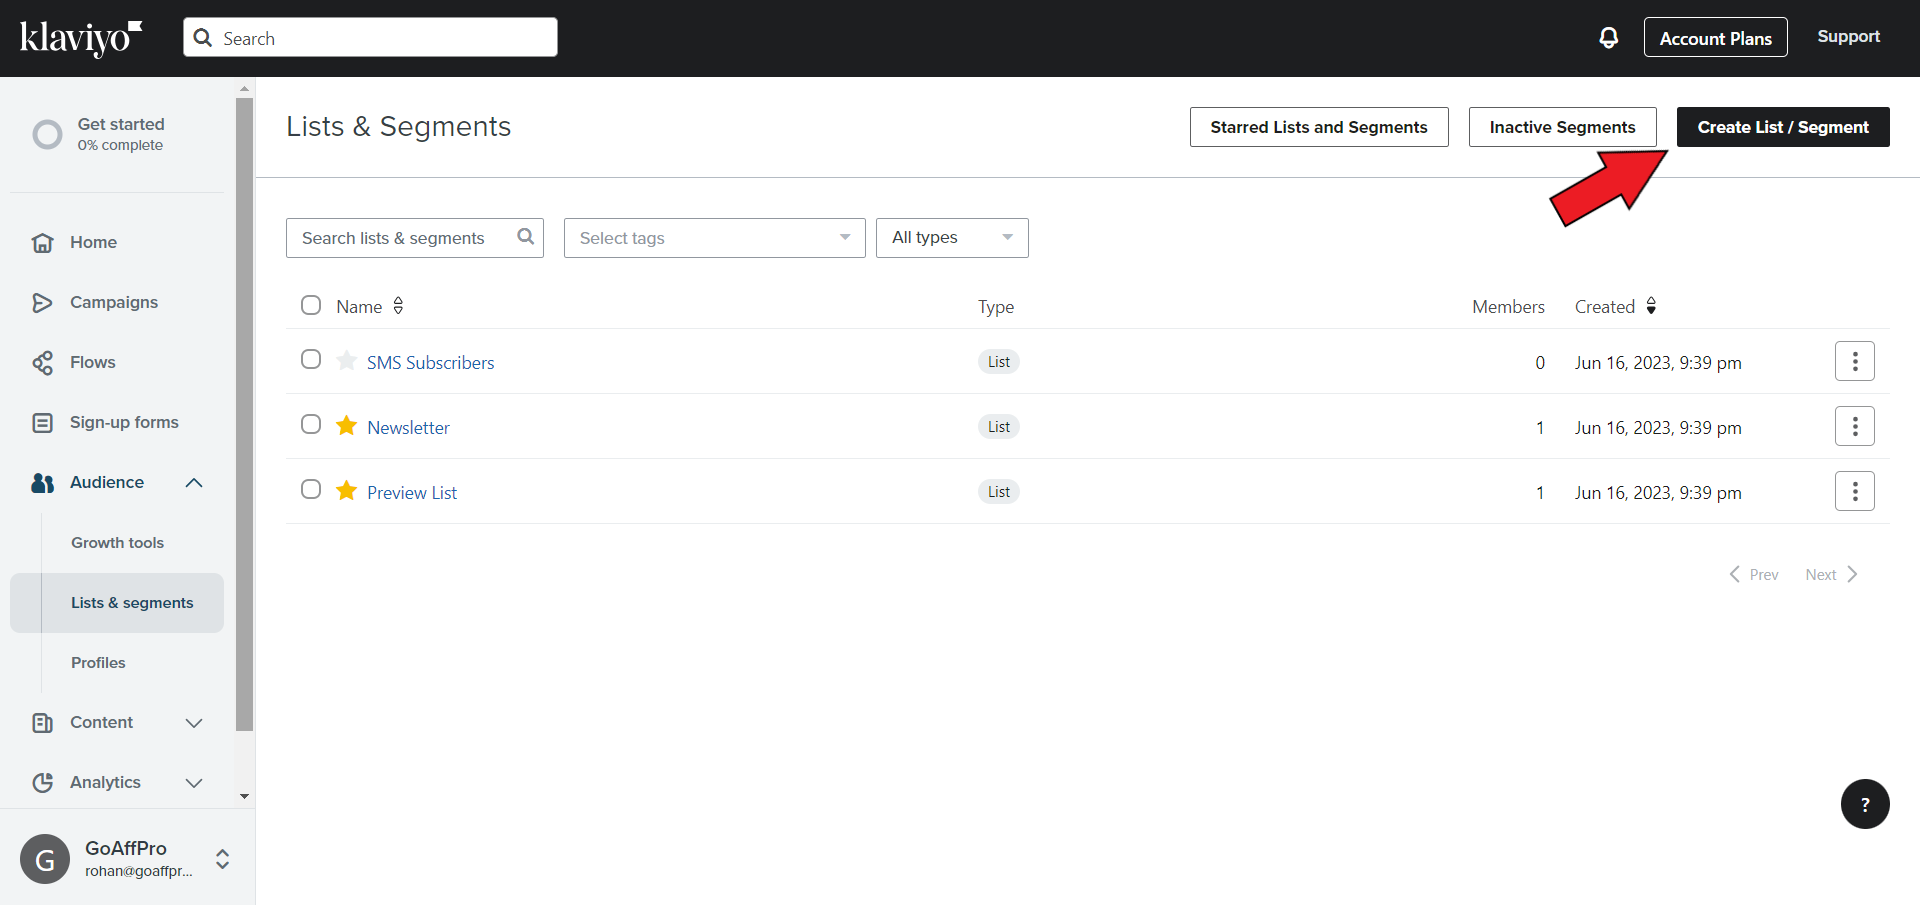 klaviyo
Search
Account Plans
Support
Get started
0% complete
Home
Campaigns
Flows
Sign-up forms
Audience
Growth tools
Lists & segments
Profiles
Content
Analytics
G
GoAffPro
rohan@goaffpr...
Lists & Segments
Starred Lists and Segments
Inactive Segments
Create List / Segment
Search lists & segments
Select tags
All types
Name Type Members Created
SMS Subscribers List 0 Jun 16, 2023, 9:39 pm
Newsletter List 1 Jun 16, 2023, 9:39 pm
Preview List List 1 Jun 16, 2023, 9:39 pm
Prev Next
?